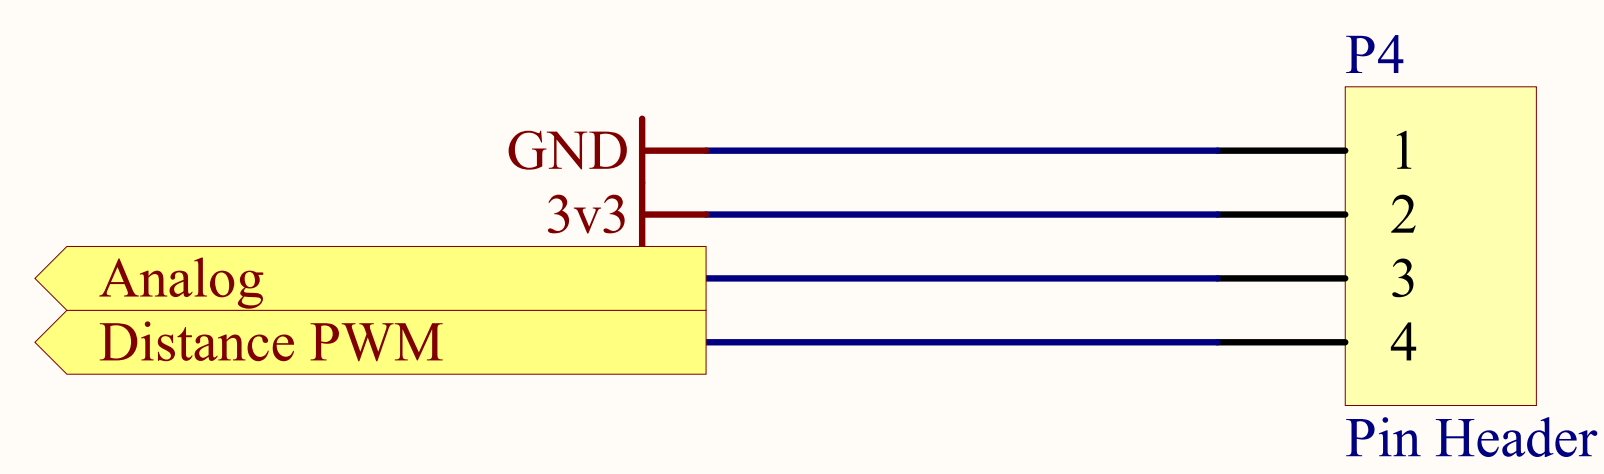 P4
GND 1
3v3 2
Analog 3
Distance PWM 4
Pin Header